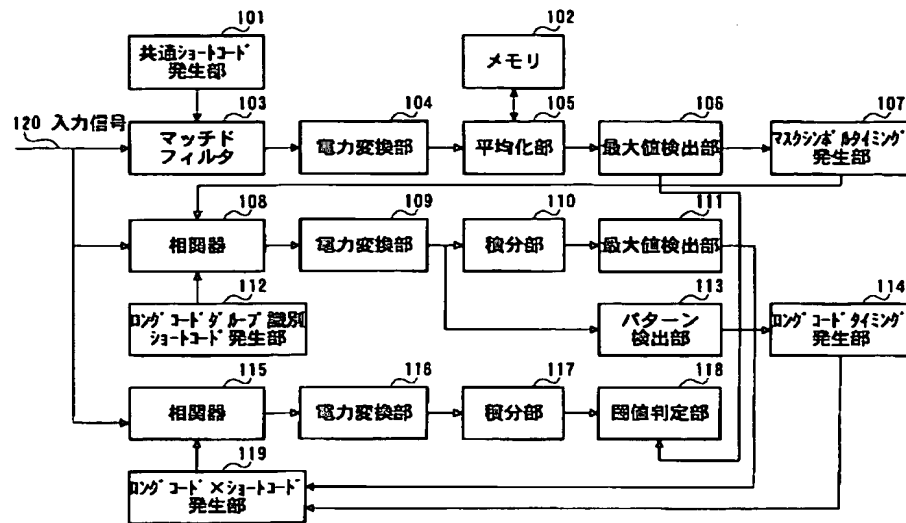 101
共通ショートコード
発生部
102
メモリ
120 入力信号
103
マッチド
フィルタ
104
電力変換部
105
平均化部
106
最大値検出部
107
マスクシンボルタイミング
発生部
108
相関器
109
電力変換部
110
積分部
111
最大値検出部
112
ロングコードグループ識別
ショートコード発生部
113
パターン
検出部
114
ロングコードタイミング
発生部
115
相関器
116
電力変換部
117
積分部
118
閾値判定部
119
ロングコード×ショートコード
発生部